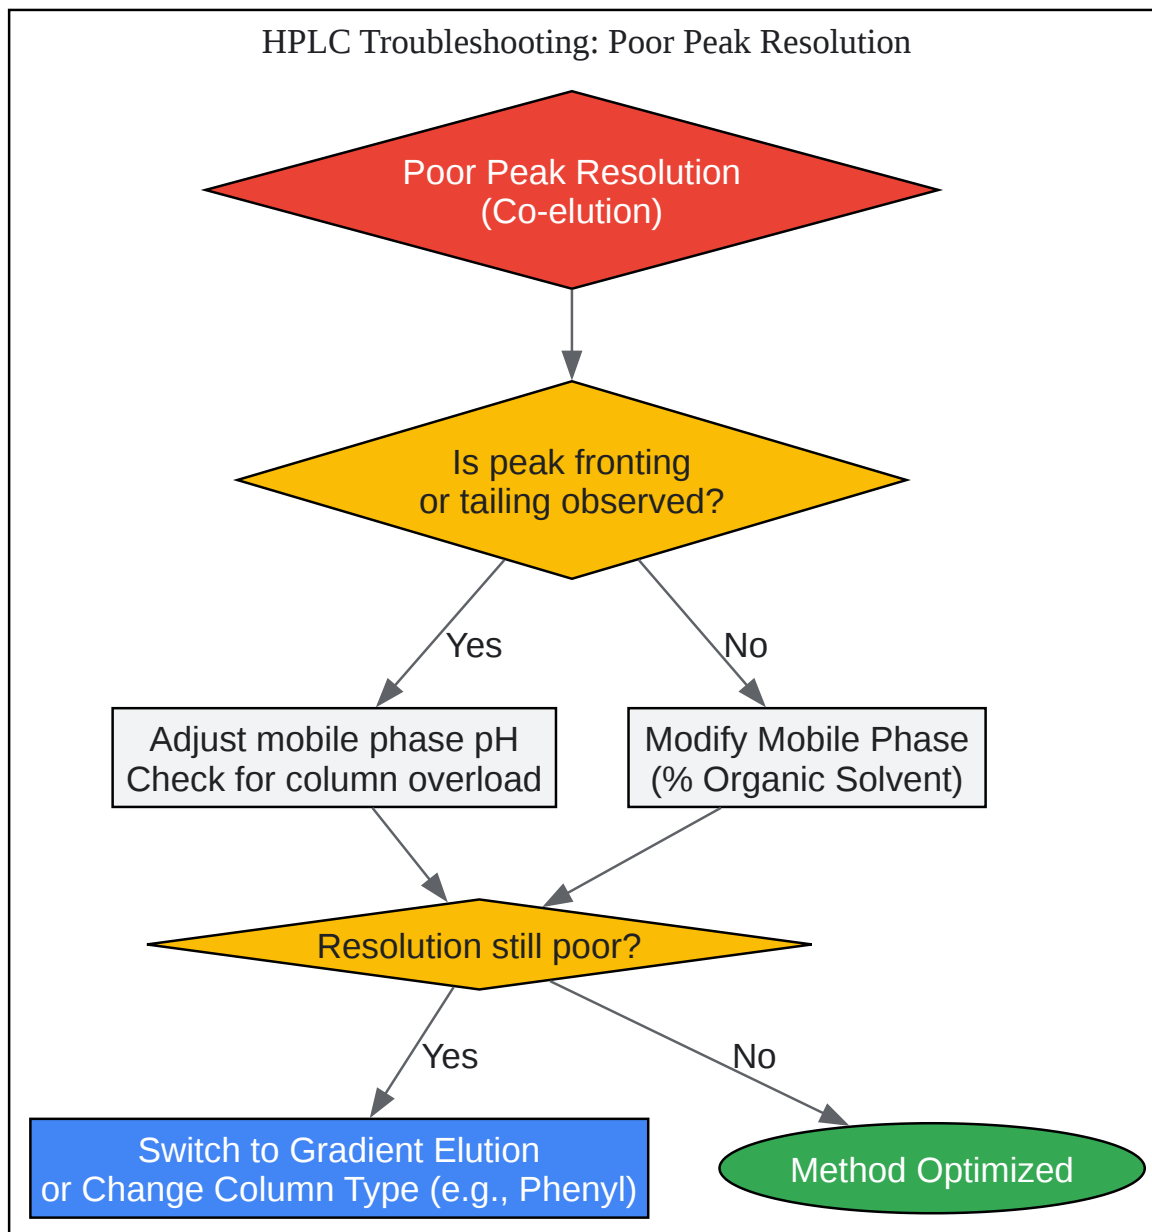 HPLC Troubleshooting: Poor Peak Resolution
Poor Peak Resolution
(Co-elution)
Is peak fronting
or tailing observed?
Yes
No
Adjust mobile phase pH
Check for column overload
Modify Mobile Phase
(% Organic Solvent)
Resolution still poor?
Yes
No
Switch to Gradient Elution
or Change Column Type (e.g., Phenyl)
Method Optimized